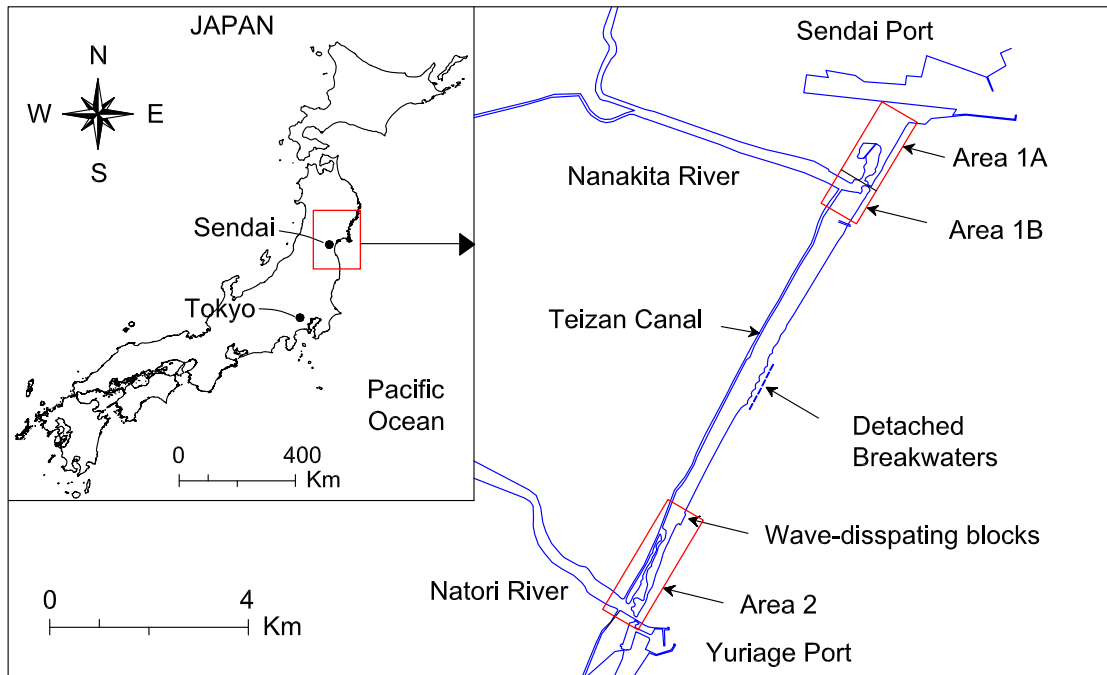 JAPAN
N
W
E
S
Sendai
Tokyo
Pacific
Ocean
0
400
Km
Sendai Port
Nanakita River
Area 1A
Area 1B
Teizan Canal
Detached
Breakwaters
Wave-disspating blocks
Natori River
Area 2
Yuriage Port
0
4
Km